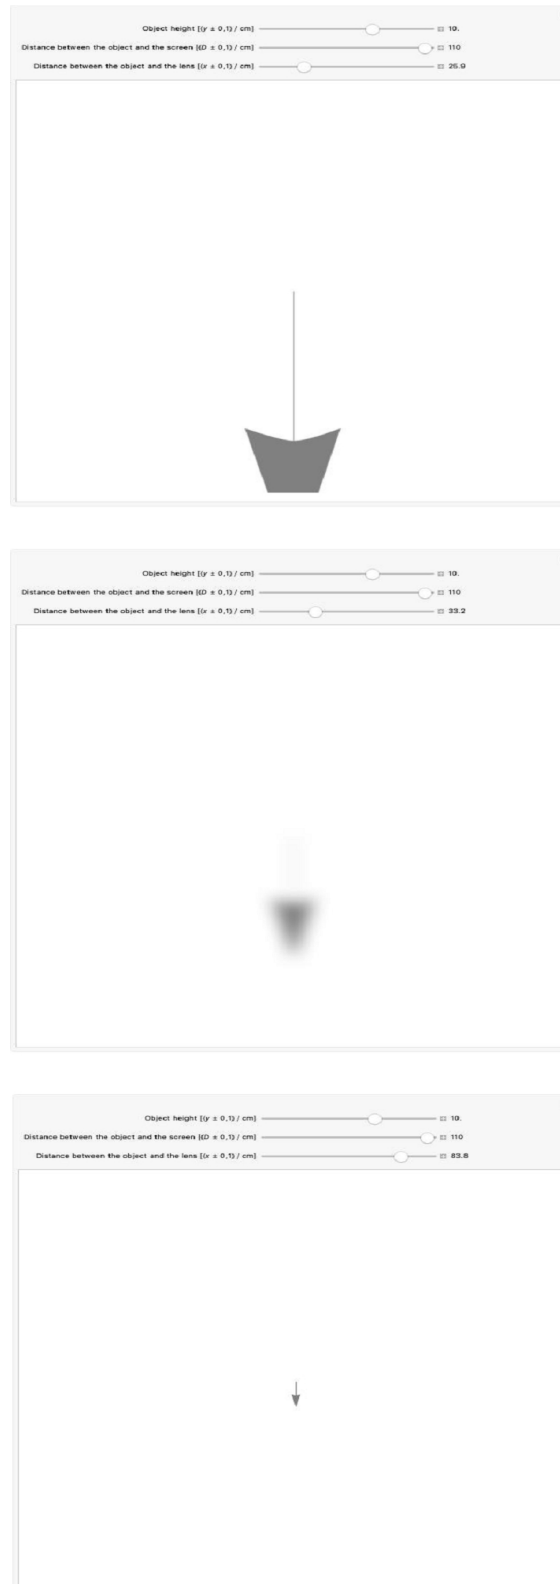 Object height [(y ± 0,1) / cm] 10.
Distance between the object and the screen [(D ± 0,1) / cm] 110
Distance between the object and the lens [(x ± 0,1) / cm] 25.9
Object height [(y ± 0,1) / cm] 10.
Distance between the object and the screen [(D ± 0,1) / cm] 110
Distance between the object and the lens [(x ± 0,1) / cm] 33.2
Object height [(y ± 0,1) / cm] 10.
Distance between the object and the screen [(D ± 0,1) / cm] 110
Distance between the object and the lens [(x ± 0,1) / cm] 83.8